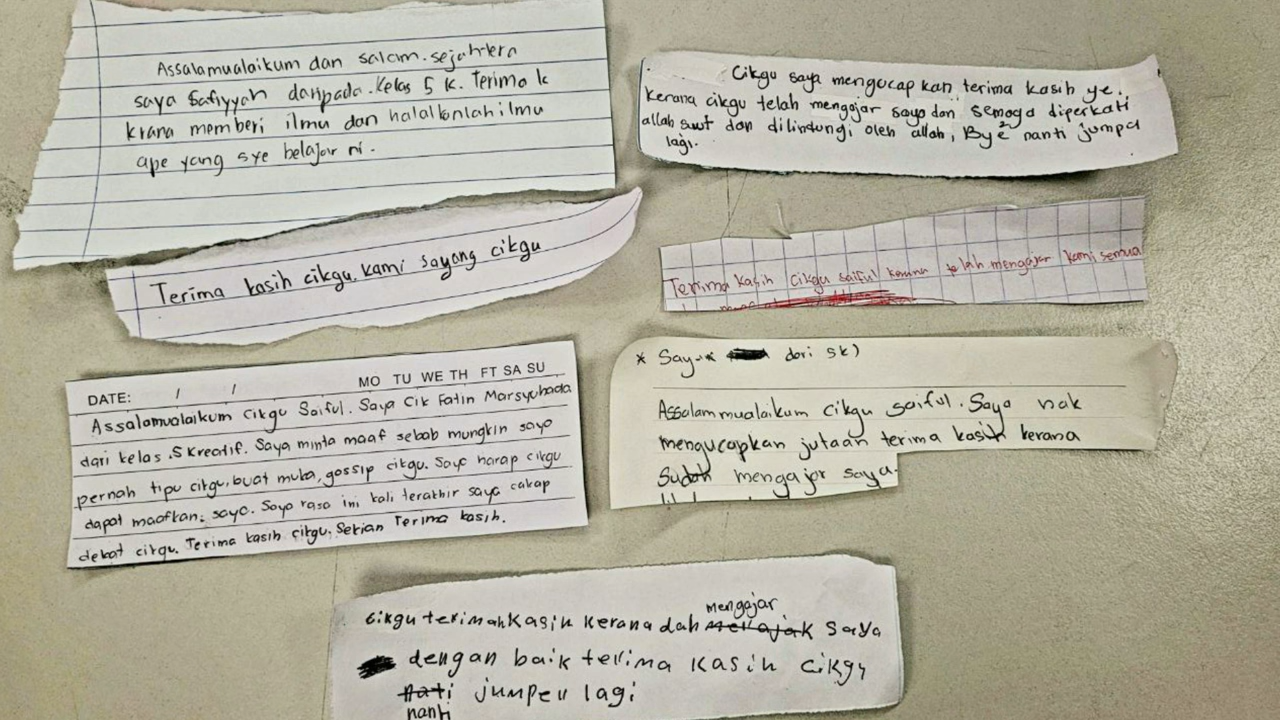 Assalamualaikum dan salam sejahtera
saya Safiyyah daripada kelas 5 K. Terima k
krana memberi ilmu dan halalkanlah ilmu
ape yang sye belajar ni.
Cikgu saya mengucapkan terima kasih ye.
kerana cikgu telah mengajar saya dan semoga diperkati
allah swt dan dilindungi oleh allah, Bye² nanti jumpa
lagi.
Terima kasih cikgu. kami sayang cikgu
Terima kasih Cikgu saiful kerana telah mengajar kami semua
DATE: / / MO TU WE TH FT SA SU
Assalamualaikum Cikgu Saiful. Saya Cik Fatin Marsyuhada
dari kelas 5 Kreatif. Saya minta maaf sebab mungkin saya
pernah tipu cikgu, buat muka, gossip cikgu. Saya harap cikgu
dapat maafkan saya. Saya rasa ini kali terakhir saya cakap
dekat cikgu. Terima kasih cikgu. Sekian Terima kasih.
* dari sk)
Assalammualaikum cikgu saiful. Saya nak
mengucapkan jutaan terima kasih kerana
Sudah mengajar saya.
cikgu terimahkasih kerana dah mengajar saya
dengan baik terima kasih cikgu
nanti jumpeu lagi